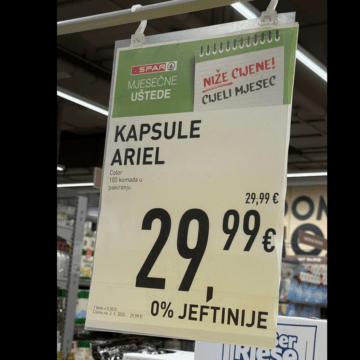 SPAR
MJESEČNE
UŠTEDE
NIŽE CIJENE!
CIJELI MJESEC
KAPSULE
ARIEL
Color
100 komada u
pakiranju
29,99 €
29,99 €
0% JEFTINIJE